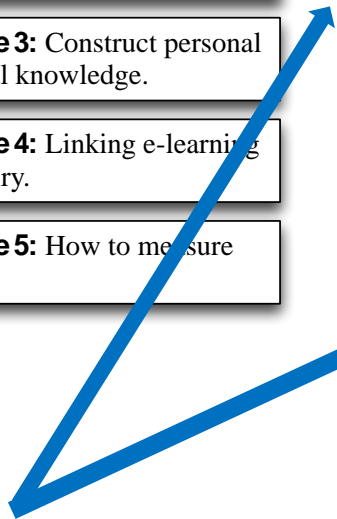 e 3: Construct personal
l knowledge.
e 4: Linking e-learning
ry.
e 5: How to measure